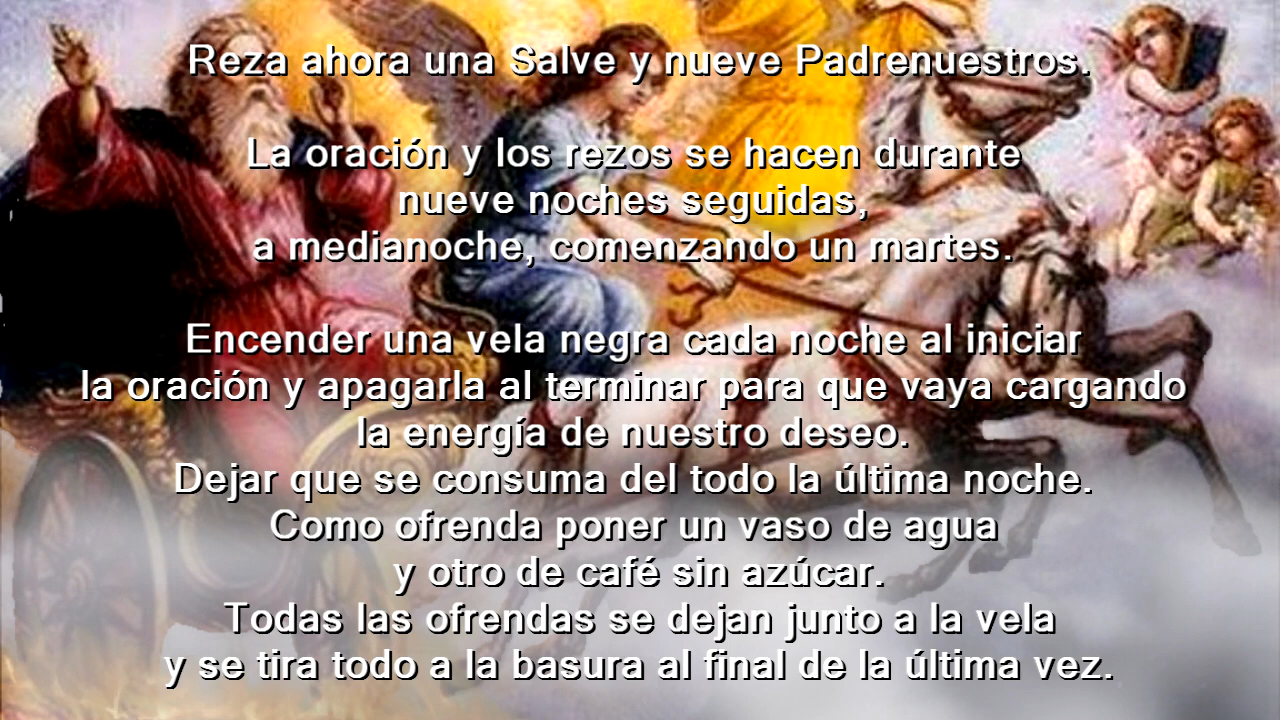 Reza ahora una Salve y nueve Padrenuestros.
La oración y los rezos se hacen durante
nueve noches seguidas,
a medianoche, comenzando un martes.
Encender una vela negra cada noche al iniciar
la oración y apagarla al terminar para que vaya cargando
la energía de nuestro deseo.
Dejar que se consuma del todo la última noche.
Como ofrenda poner un vaso de agua
y otro de café sin azúcar.
Todas las ofrendas se dejan junto a la vela
y se tira todo a la basura al final de la última vez.